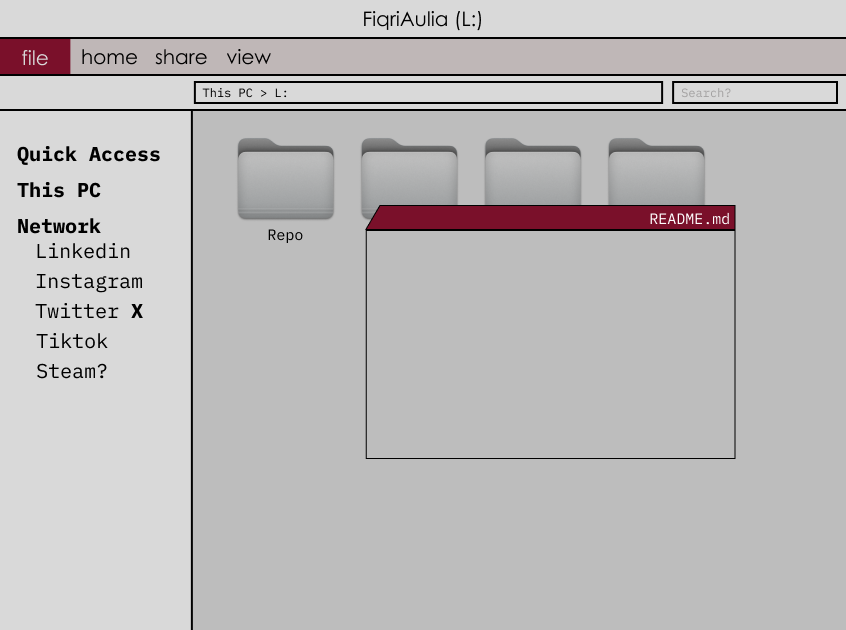 FiqriAulia (L:)
file home share view
This PC > L:
Search?
Quick Access
This PC
Network
Linkedin
Instagram
Twitter X
Tiktok
Steam?
Repo
README.md